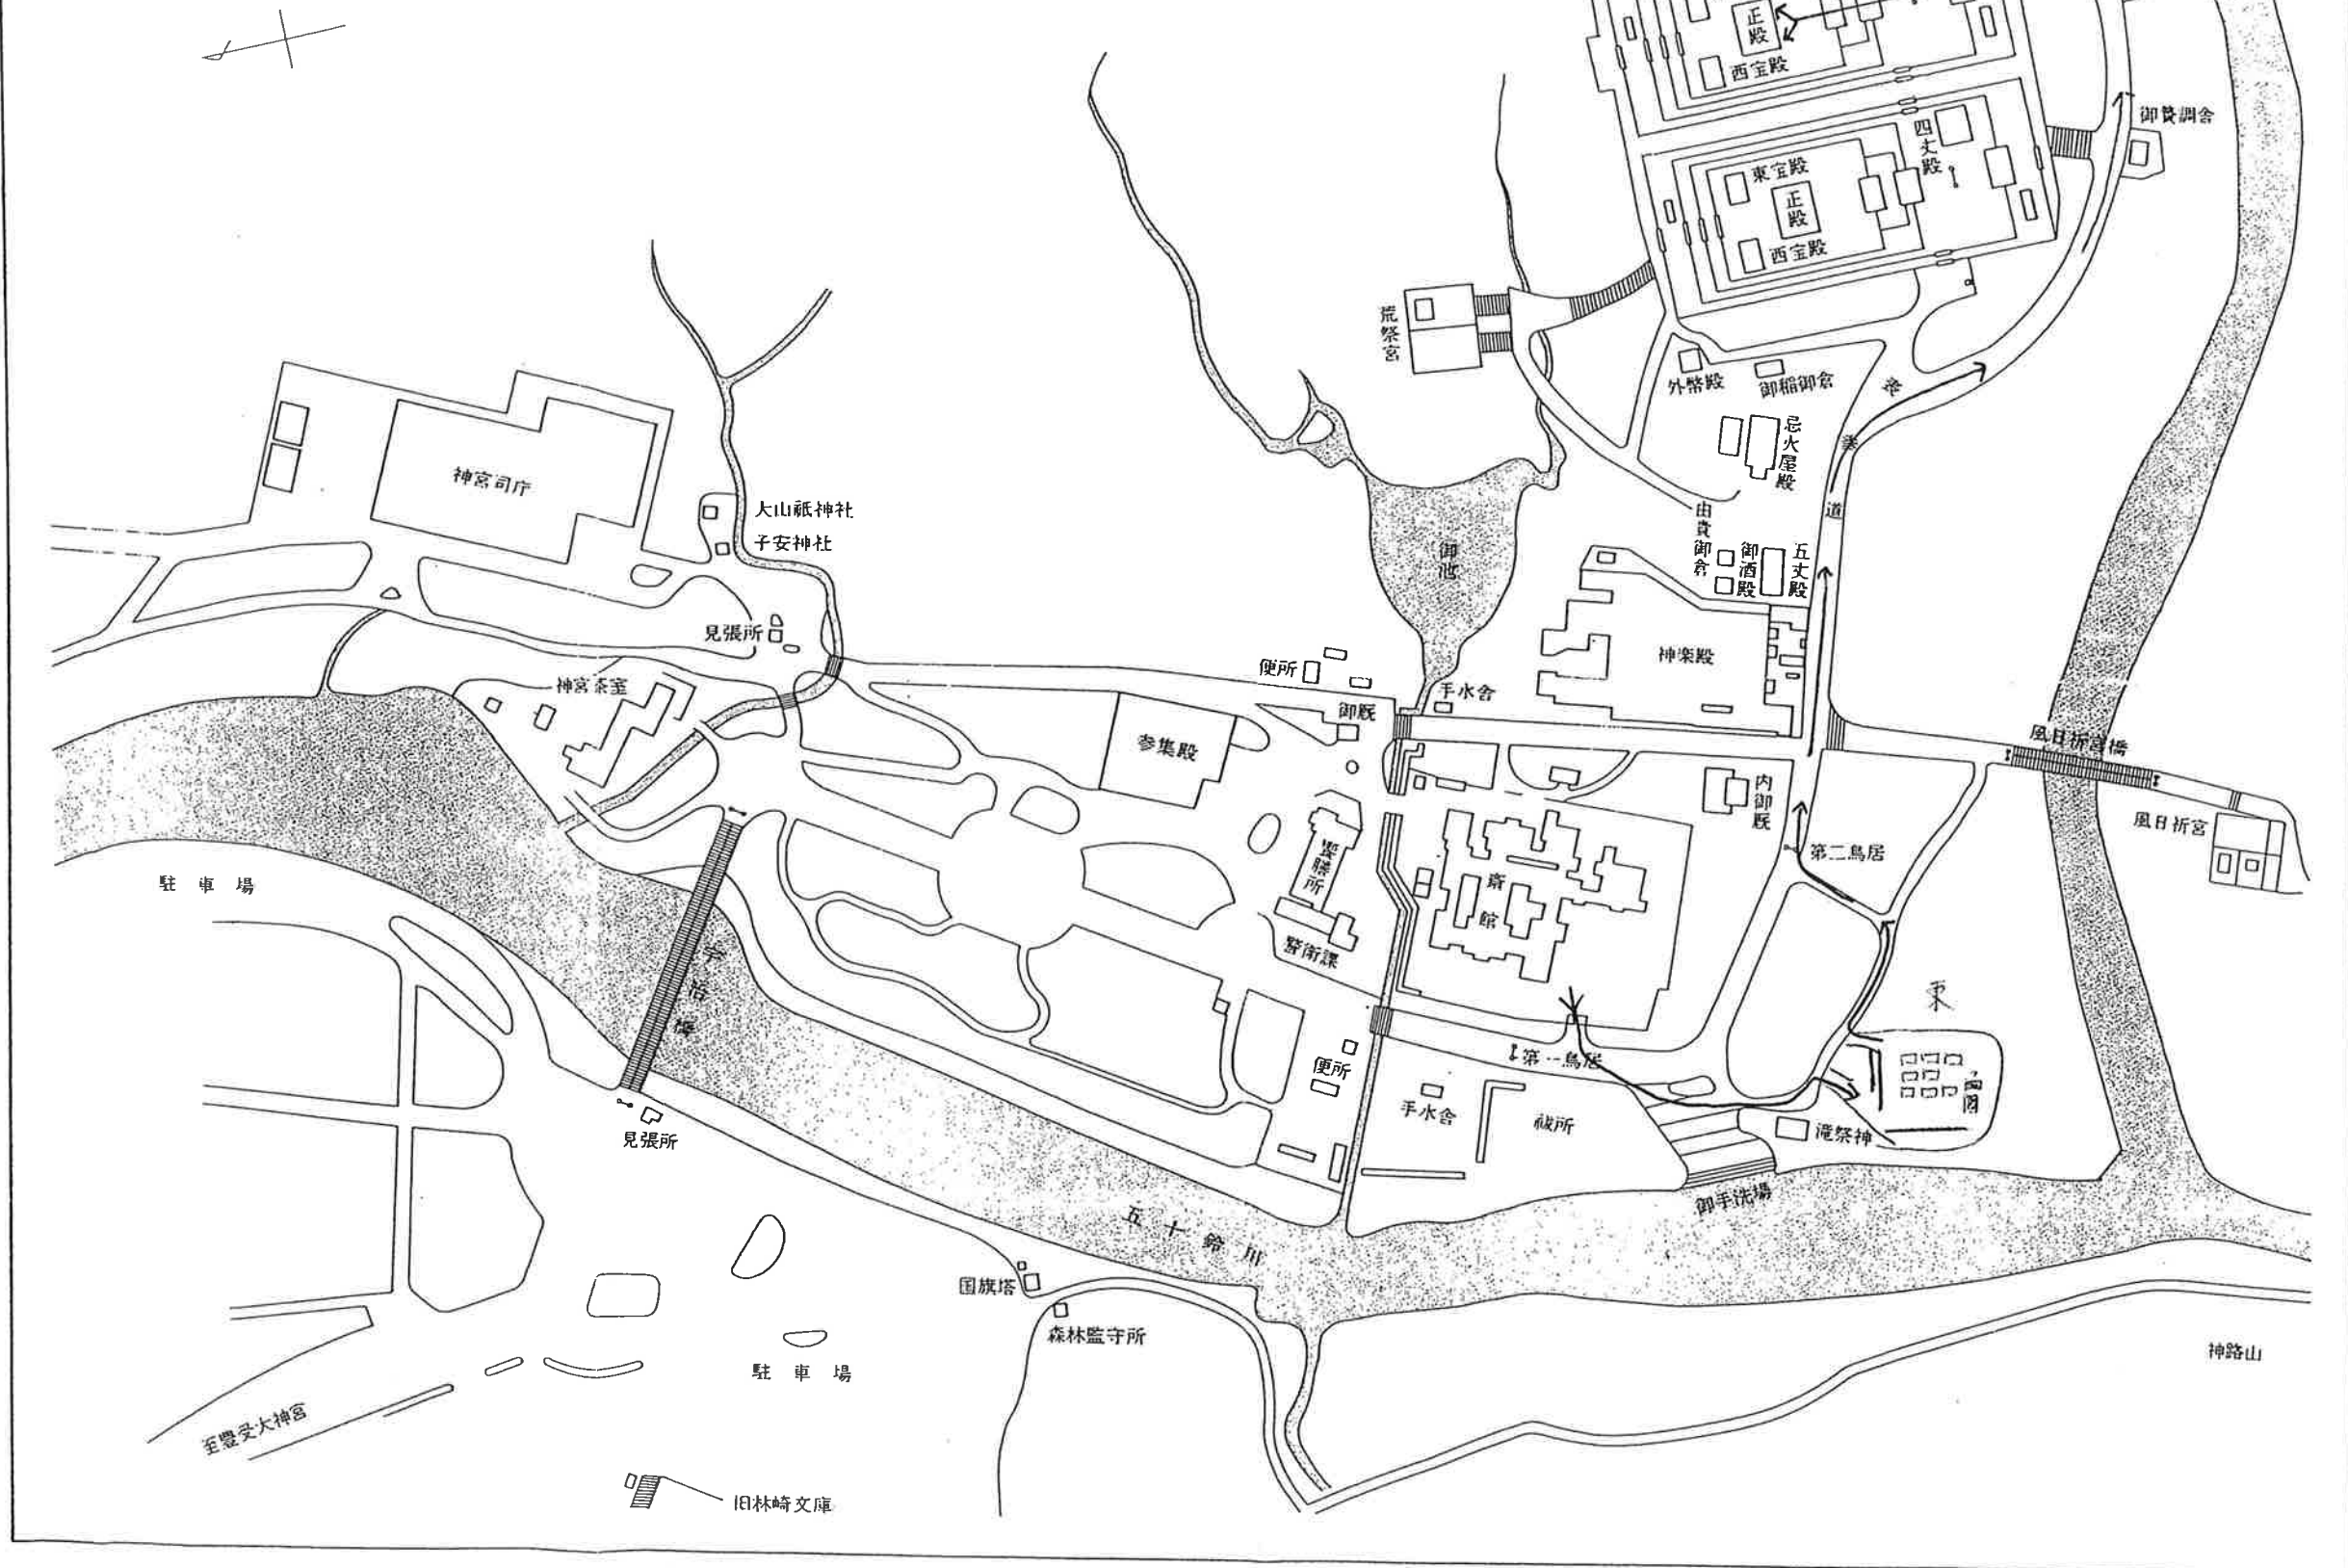 正殿
西宝殿
御贄調舎
四丈殿
東宝殿
正殿
西宝殿
荒祭宮
外幣殿
御稲御倉
忌火屋殿
参
道
由貴御倉
御酒殿
五丈殿
神宮司庁
大山祇神社
子安神社
御池
見張所
神楽殿
便所
手水舎
神宮茶室
御厩
参集殿
風日祈宮橋
内御厩
風日祈宮
第二鳥居
饗膳所
斎館
駐車場
警衛課
宇治橋
東
第一鳥居
便所
手水舎
祓所
滝祭神
見張所
御手洗場
五十鈴川
国旗塔
森林監守所
神路山
駐車場
至豊受大神宮
旧林崎文庫